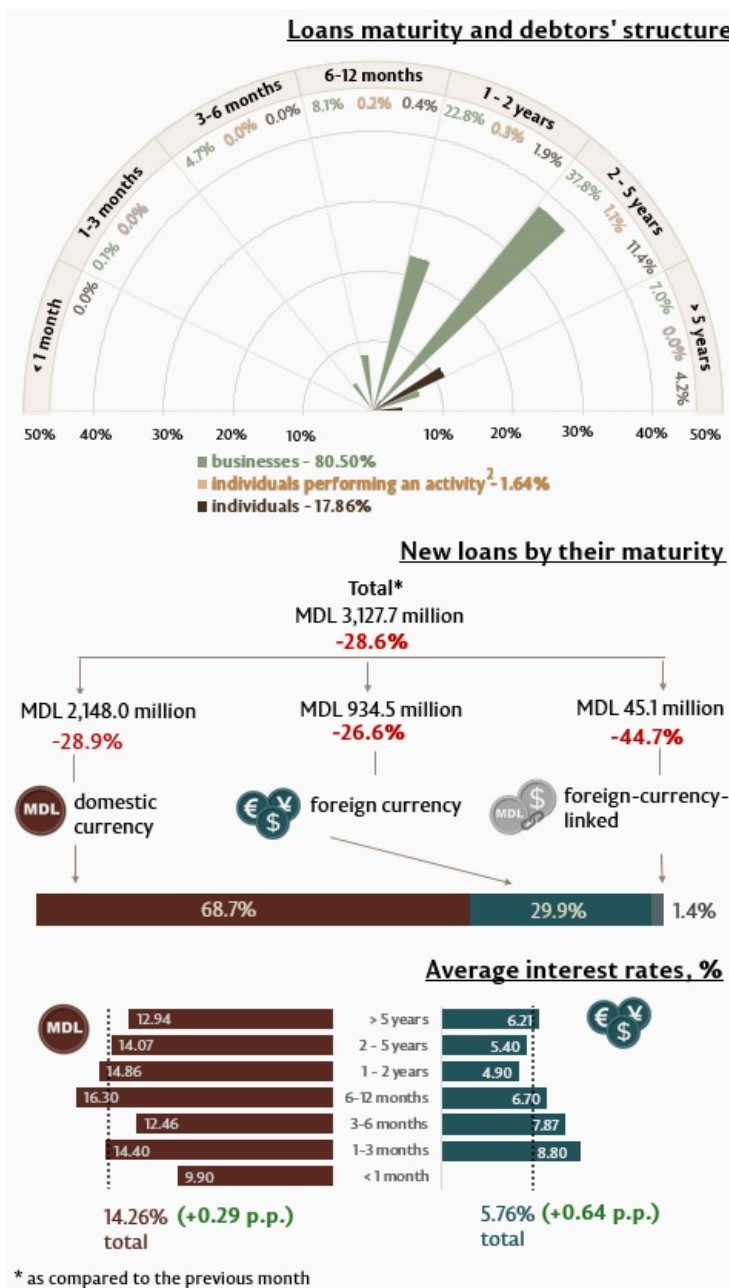 Loans maturity and debtors' structure
< 1 month
0.0%
1-3 months
0.1%
0.0%
3-6 months
4.7%
0.0%
0.0%
6-12 months
8.1%
0.2%
0.4%
1 - 2 years
22.8%
0.3%
1.9%
2 - 5 years
37.8%
1.1%
11.4%
> 5 years
7.0%
0.0%
4.2%
50% 40% 30% 20% 10% 10% 20% 30% 40% 50%
businesses - 80.50%
individuals performing an activity2 - 1.64%
individuals - 17.86%
New loans by their maturity
Total*
MDL 3,127.7 million
-28.6%
MDL 2,148.0 million
-28.9%
MDL 934.5 million
-26.6%
MDL 45.1 million
-44.7%
MDL
domestic
currency
€ ¥
$
foreign currency
MDL $
foreign-currency-
linked
68.7% 29.9% 1.4%
Average interest rates, %
MDL
€ ¥
$
12.94 > 5 years 6.21
14.07 2 - 5 years 5.40
14.86 1 - 2 years 4.90
16.30 6-12 months 6.70
12.46 3-6 months 7.87
14.40 1-3 months 8.80
9.90 < 1 month
14.26% (+0.29 p.p.)
total
5.76% (+0.64 p.p.)
total
* as compared to the previous month